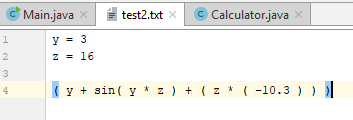 Main.java test2.txt Calculator.java
1 y = 3
2 z = 16
3
4 ( y + sin( y * z ) + ( z * ( -10.3 ) ) )